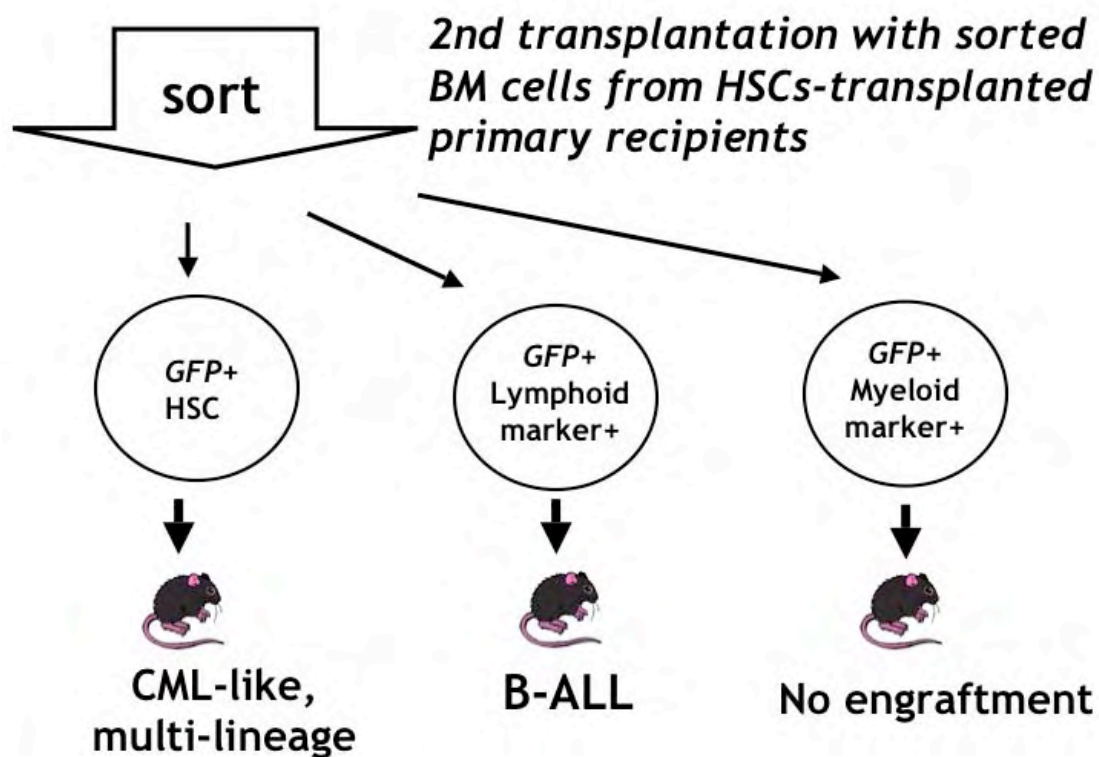 sort
2nd transplantation with sorted
BM cells from HSCs-transplanted
primary recipients
GFP+
HSC
GFP+
Lymphoid
marker+
GFP+
Myeloid
marker+
CML-like,
multi-lineage
B-ALL
No engraftment